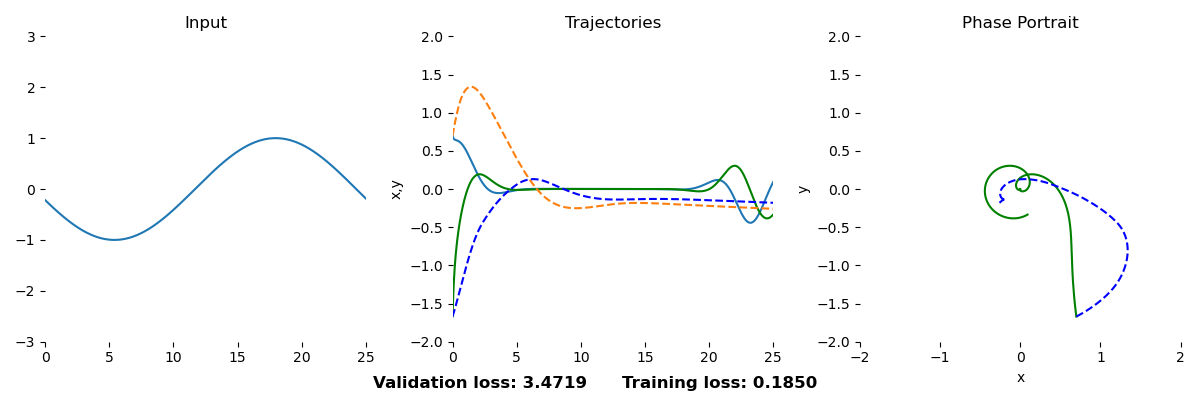 Input
3
2
1
0
−1
−2
−3
0 5 10 15 20 25
Trajectories
2.0
1.5
1.0
0.5
0.0
−0.5
−1.0
−1.5
−2.0
x,y
0 5 10 15 20 25
Phase Portrait
2.0
1.5
1.0
0.5
0.0
−0.5
−1.0
−1.5
−2.0
y
−2 −1 0 1 2
x
Validation loss: 3.4719 Training loss: 0.1850